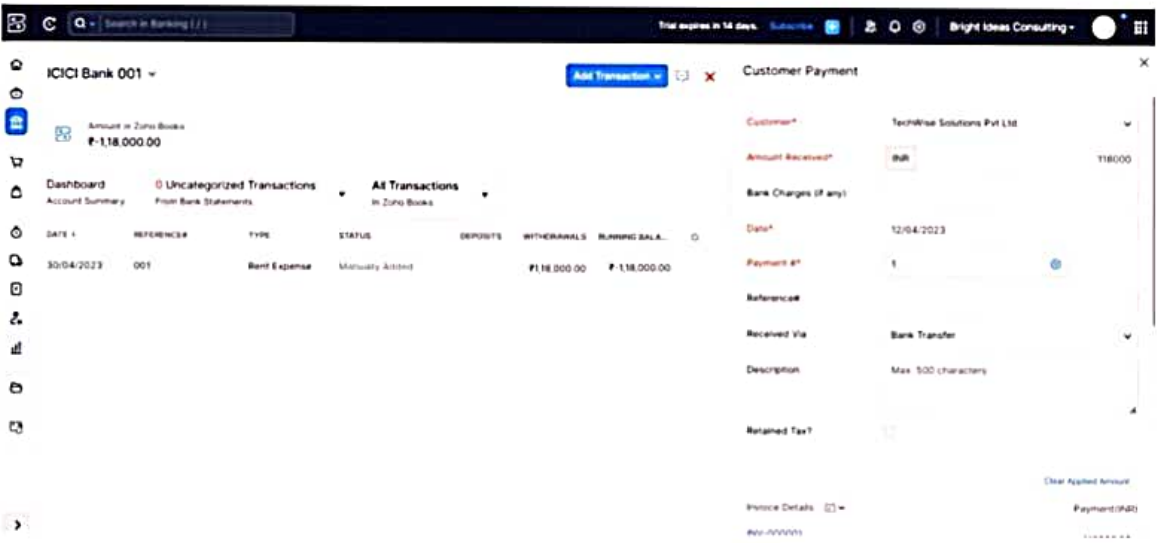 Search in Banking ( / )
Trial expires in 14 days. Subscribe
Bright Ideas Consulting
ICICI Bank 001
Add Transaction
Amount in Zoho Books
₹-1,18,000.00
Dashboard
Account Summary
0 Uncategorized Transactions
From Bank Statements
All Transactions
In Zoho Books
DATE REFERENCE# TYPE STATUS DEPOSITS WITHDRAWALS RUNNING BALA...
30/04/2023 001 Rent Expense Manually Added ₹1,18,000.00 ₹-1,18,000.00
Customer Payment
Customer* TechWise Solutions Pvt Ltd
Amount Received* INR 118000
Bank Charges (if any)
Date* 12/04/2023
Payment #* 1
Reference#
Received Via Bank Transfer
Description Max. 500 characters
Retained Tax?
Clear Applied Amount
Invoice Details Payment(INR)
INV-000001